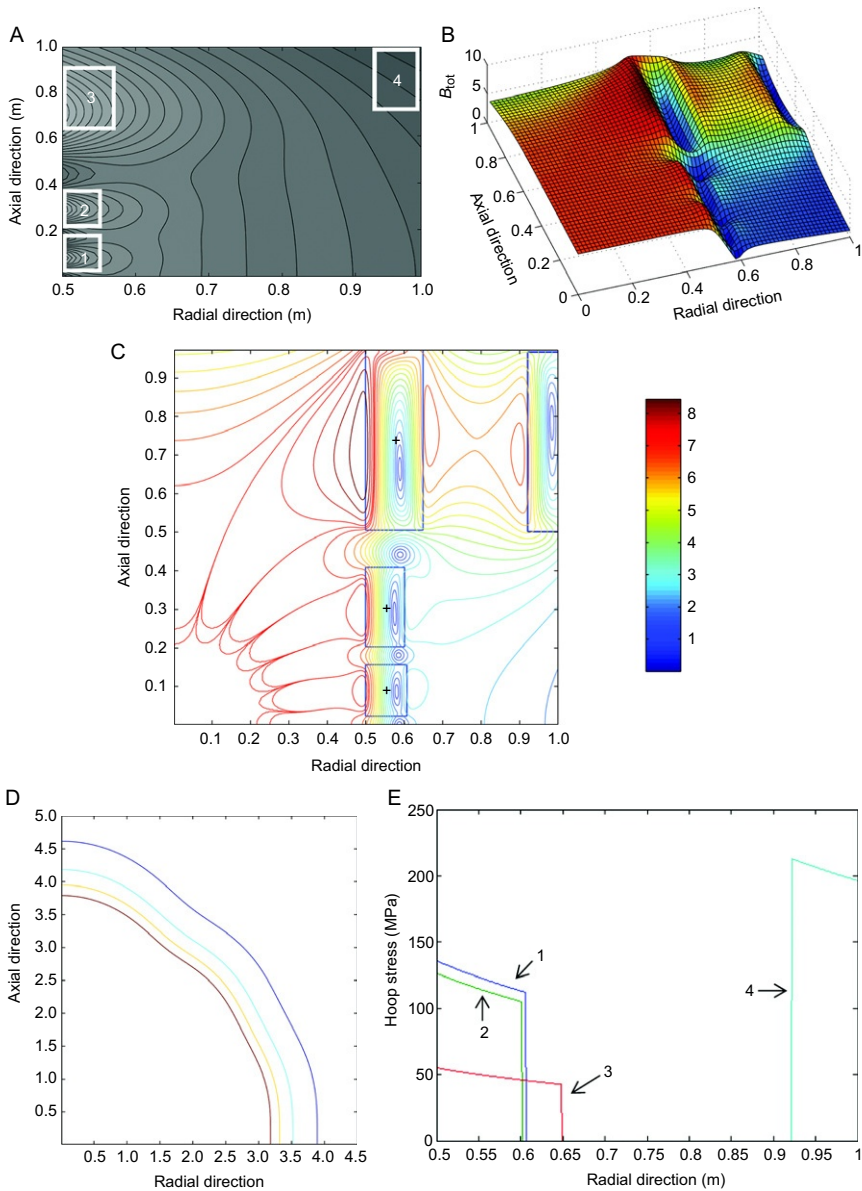 A
1.0
0.8
0.6
0.4
0.2
Axial direction (m)
3
4
2
1
0.5 0.6 0.7 0.8 0.9 1.0
Radial direction (m)
B
10
5
0
B tot
1
0.8
0.6
0.4
0.2
0
Axial direction
0 0.2 0.4 0.6 0.8 1
Radial direction
C
0.9
0.8
0.7
0.6
0.5
0.4
0.3
0.2
0.1
Axial direction
+
+
+
0.1 0.2 0.3 0.4 0.5 0.6 0.7 0.8 0.9 1.0
Radial direction
8
7
6
5
4
3
2
1
D
5.0
4.5
4.0
3.5
3.0
2.5
2.0
1.5
1.0
0.5
Axial direction
0.5 1.0 1.5 2.0 2.5 3.0 3.5 4.0 4.5
Radial direction
E
250
200
150
100
50
0
Hoop stress (MPa)
1
2
3
4
0.5 0.55 0.6 0.65 0.7 0.75 0.8 0.85 0.9 0.95 1
Radial direction (m)